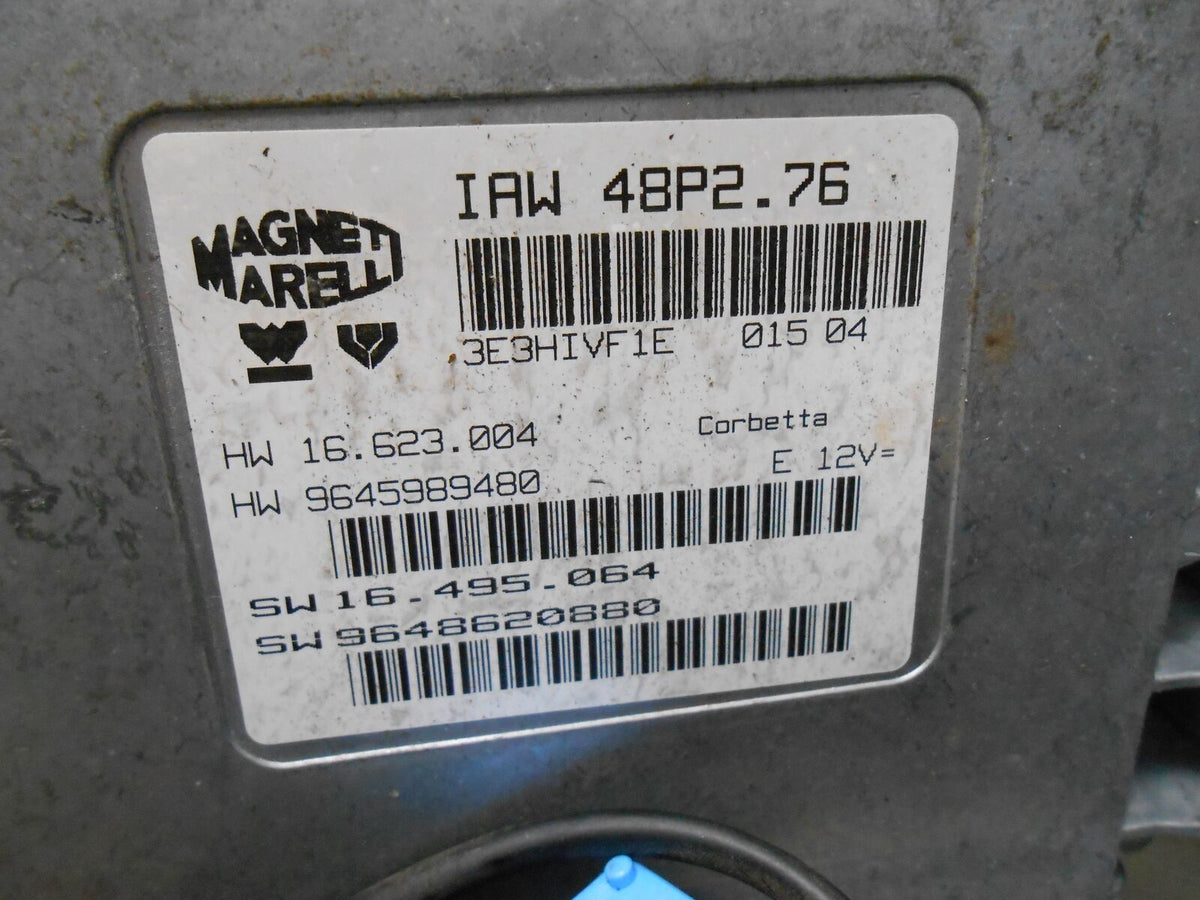 MAGNETI
MARELLI
IAW 48P2.76
3E3HIVF1E 015 04
HW 16.623.004
Corbetta
HW 9645989480
E 12V=
SW 16.495.064
SW 9648620880